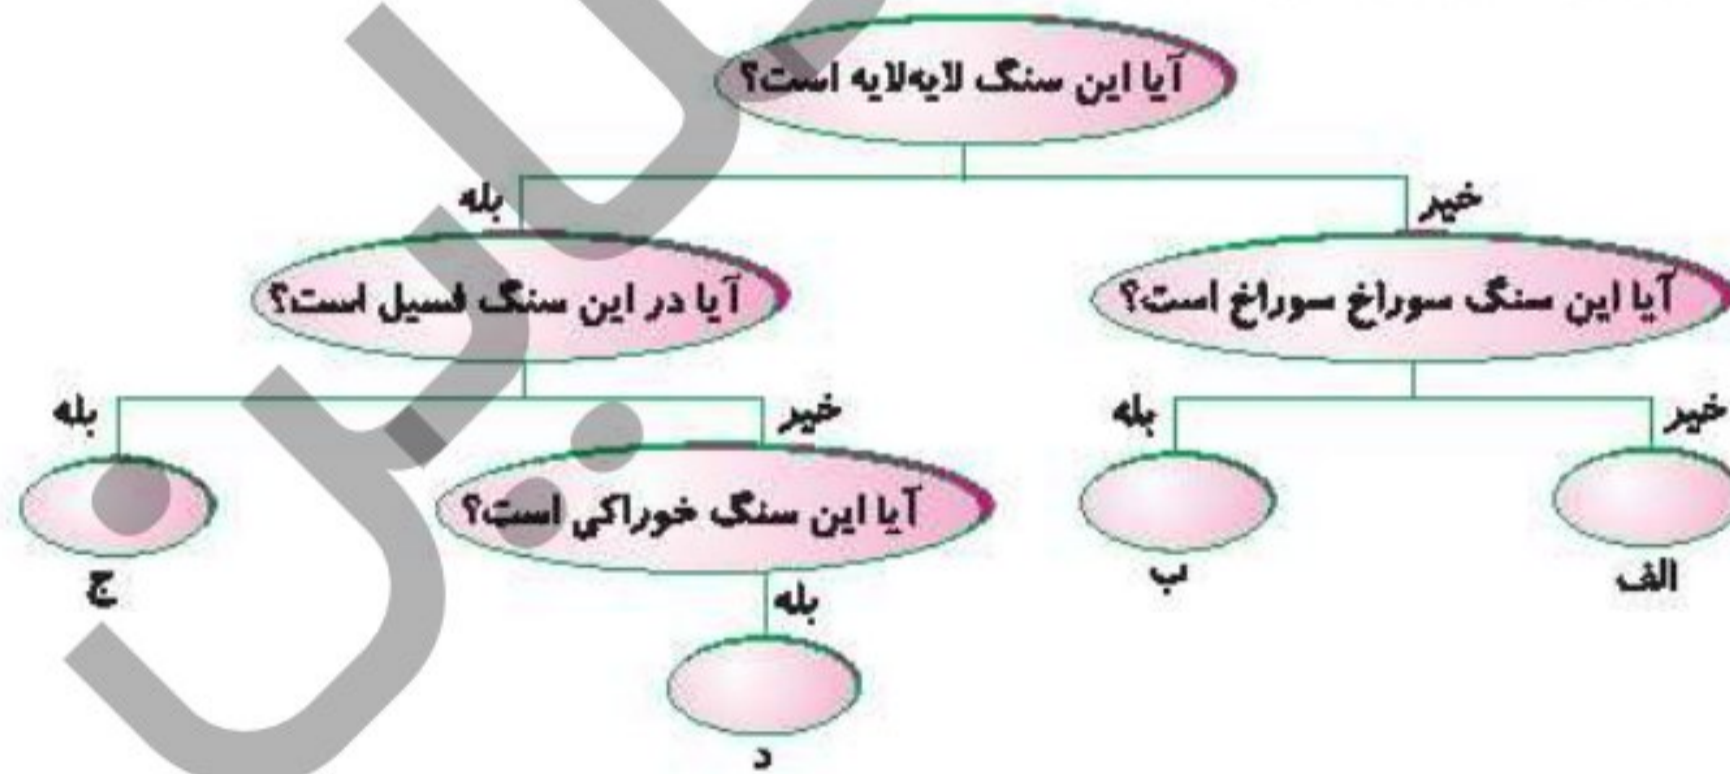 آیا این سنگ لایه‌لایه است؟
خیر
بله
آیا این سنگ سوراخ سوراخ است؟
آیا در این سنگ فسیل است؟
خیر
بله
خیر
بله
آیا این سنگ خوراکی است؟
الف
ب
ج
بله
د